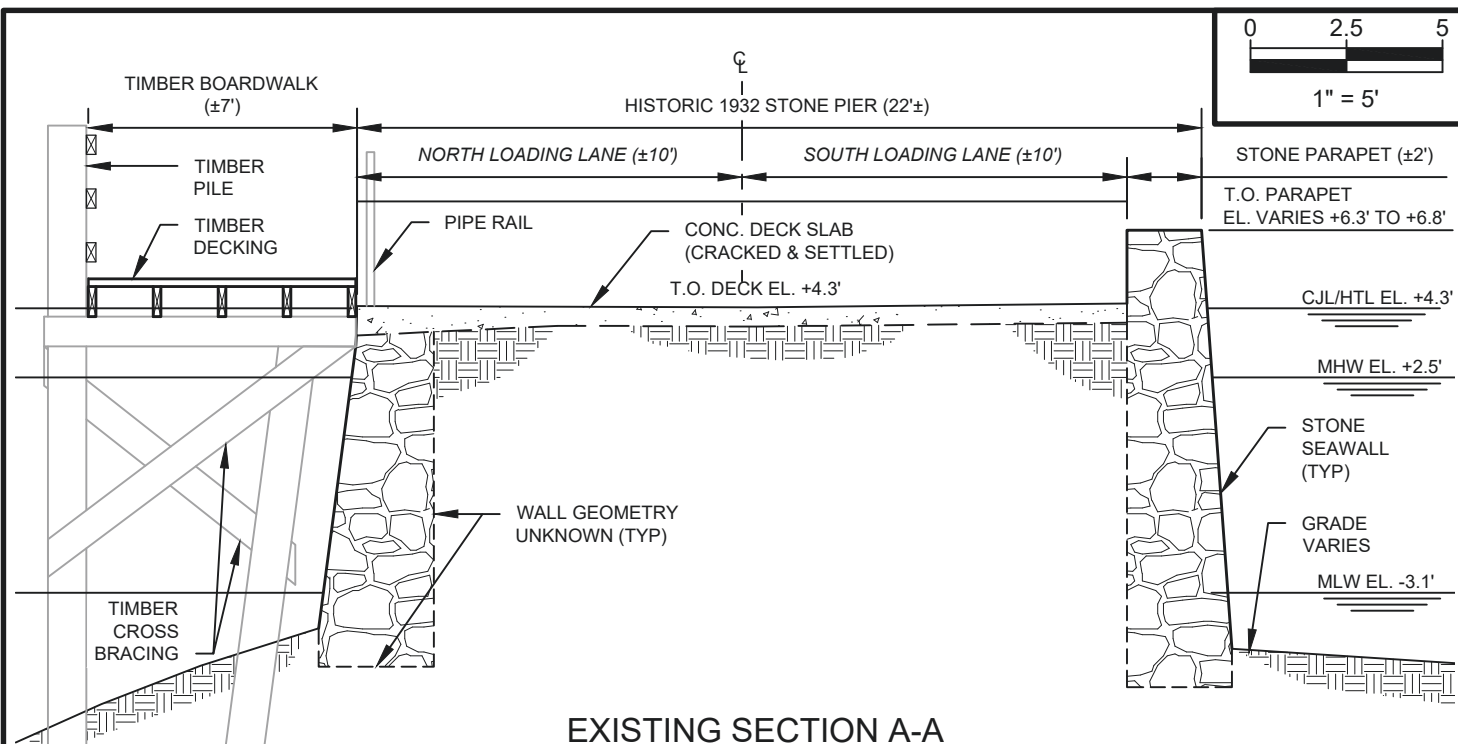 0 2.5 5
1" = 5'
℄
TIMBER BOARDWALK
(±7')
HISTORIC 1932 STONE PIER (22'±)
NORTH LOADING LANE (±10')
SOUTH LOADING LANE (±10')
STONE PARAPET (±2')
TIMBER
PILE
TIMBER
DECKING
PIPE RAIL
CONC. DECK SLAB
(CRACKED & SETTLED)
T.O. DECK EL. +4.3'
T.O. PARAPET
EL. VARIES +6.3' TO +6.8'
CJL/HTL EL. +4.3'
MHW EL. +2.5'
STONE
SEAWALL
(TYP)
WALL GEOMETRY
UNKNOWN (TYP)
GRADE
VARIES
MLW EL. -3.1'
TIMBER
CROSS
BRACING
EXISTING SECTION A-A